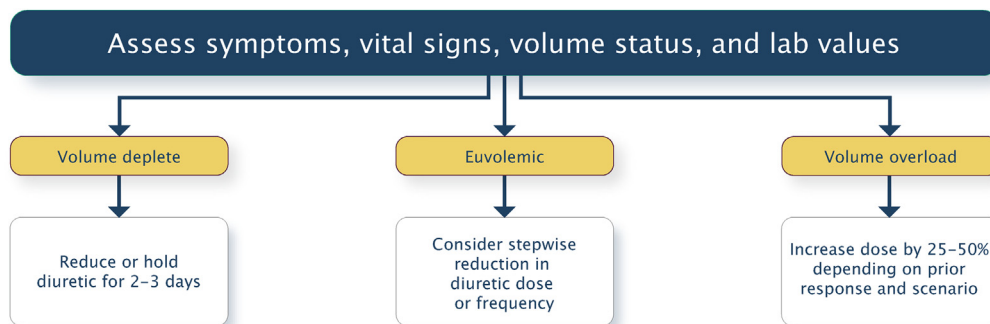 Assess symptoms, vital signs, volume status, and lab values
Volume deplete
Euvolemic
Volume overload
Reduce or hold
diuretic for 2–3 days
Consider stepwise
reduction in
diuretic dose
or frequency
Increase dose by 25–50%
depending on prior
response and scenario